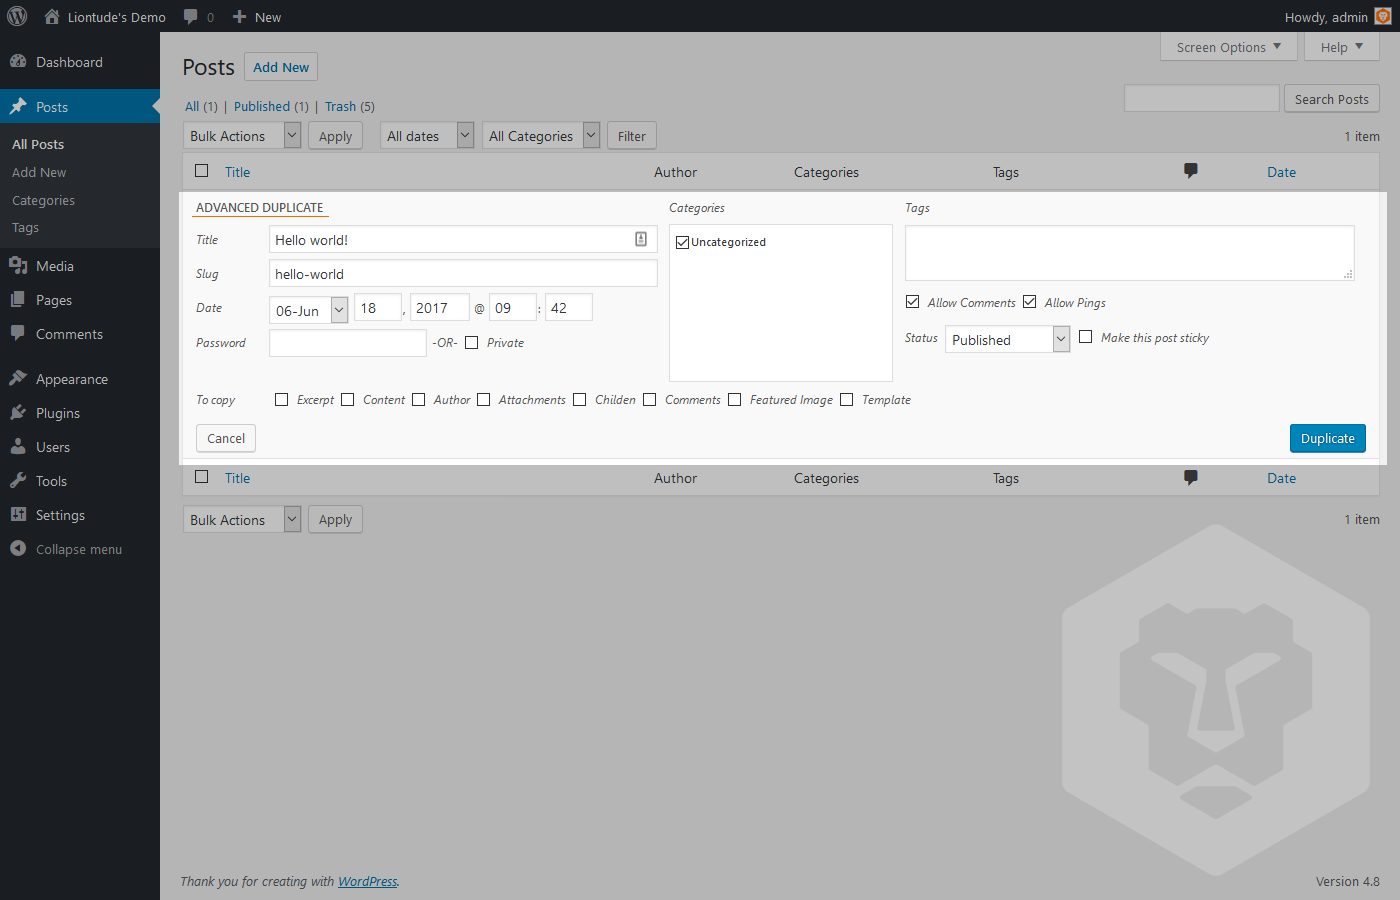 Liontude's Demo 0 New Howdy, admin
Dashboard
Posts
All Posts
Add New
Categories
Tags
Media
Pages
Comments
Appearance
Plugins
Users
Tools
Settings
Collapse menu
Screen Options Help
Posts Add New
All (1) | Published (1) | Trash (5)
Search Posts
Bulk Actions Apply All dates All Categories Filter 1 item
Title Author Categories Tags Date
ADVANCED DUPLICATE Categories Tags
Title Hello world! Uncategorized
Slug hello-world
Date 06-Jun 18 , 2017 @ 09 : 42 Allow Comments Allow Pings
Password -OR- Private Status Published Make this post sticky
To copy Excerpt Content Author Attachments Childen Comments Featured Image Template
Cancel Duplicate
Title Author Categories Tags Date
Bulk Actions Apply 1 item
Thank you for creating with WordPress. Version 4.8